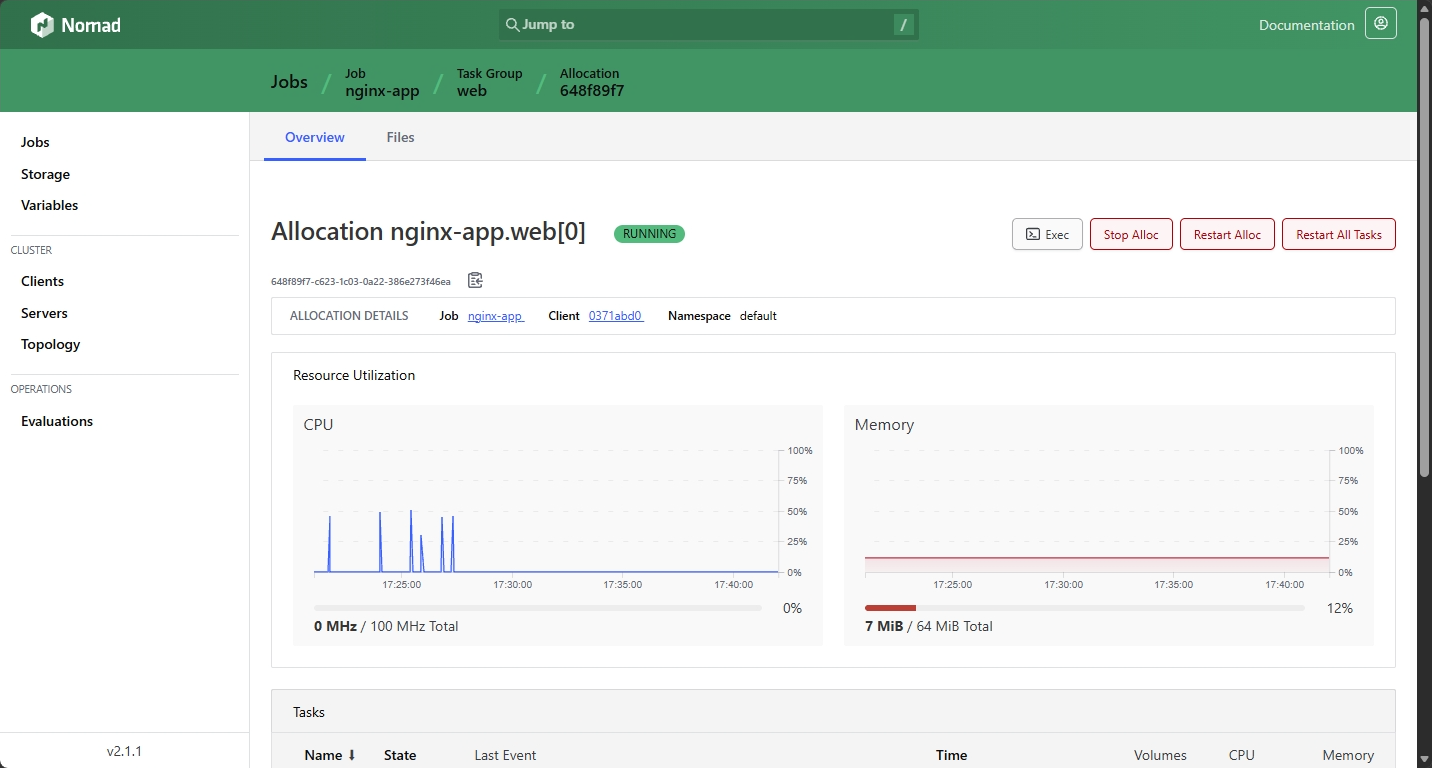 Nomad
Jump to /
Documentation
Jobs / Job nginx-app / Task Group web / Allocation 648f89f7
Jobs
Storage
Variables
CLUSTER
Clients
Servers
Topology
OPERATIONS
Evaluations
v2.1.1
Overview Files
Allocation nginx-app.web[0] RUNNING
Exec Stop Alloc Restart Alloc Restart All Tasks
648f89f7-c623-1c03-0a22-386e273f46ea
ALLOCATION DETAILS Job nginx-app Client 0371abd0 Namespace default
Resource Utilization
CPU
100%
75%
50%
25%
0%
17:25:00 17:30:00 17:35:00 17:40:00
0%
0 MHz / 100 MHz Total
Memory
100%
75%
50%
25%
0%
17:25:00 17:30:00 17:35:00 17:40:00
12%
7 MiB / 64 MiB Total
Tasks
Name State Last Event Time Volumes CPU Memory